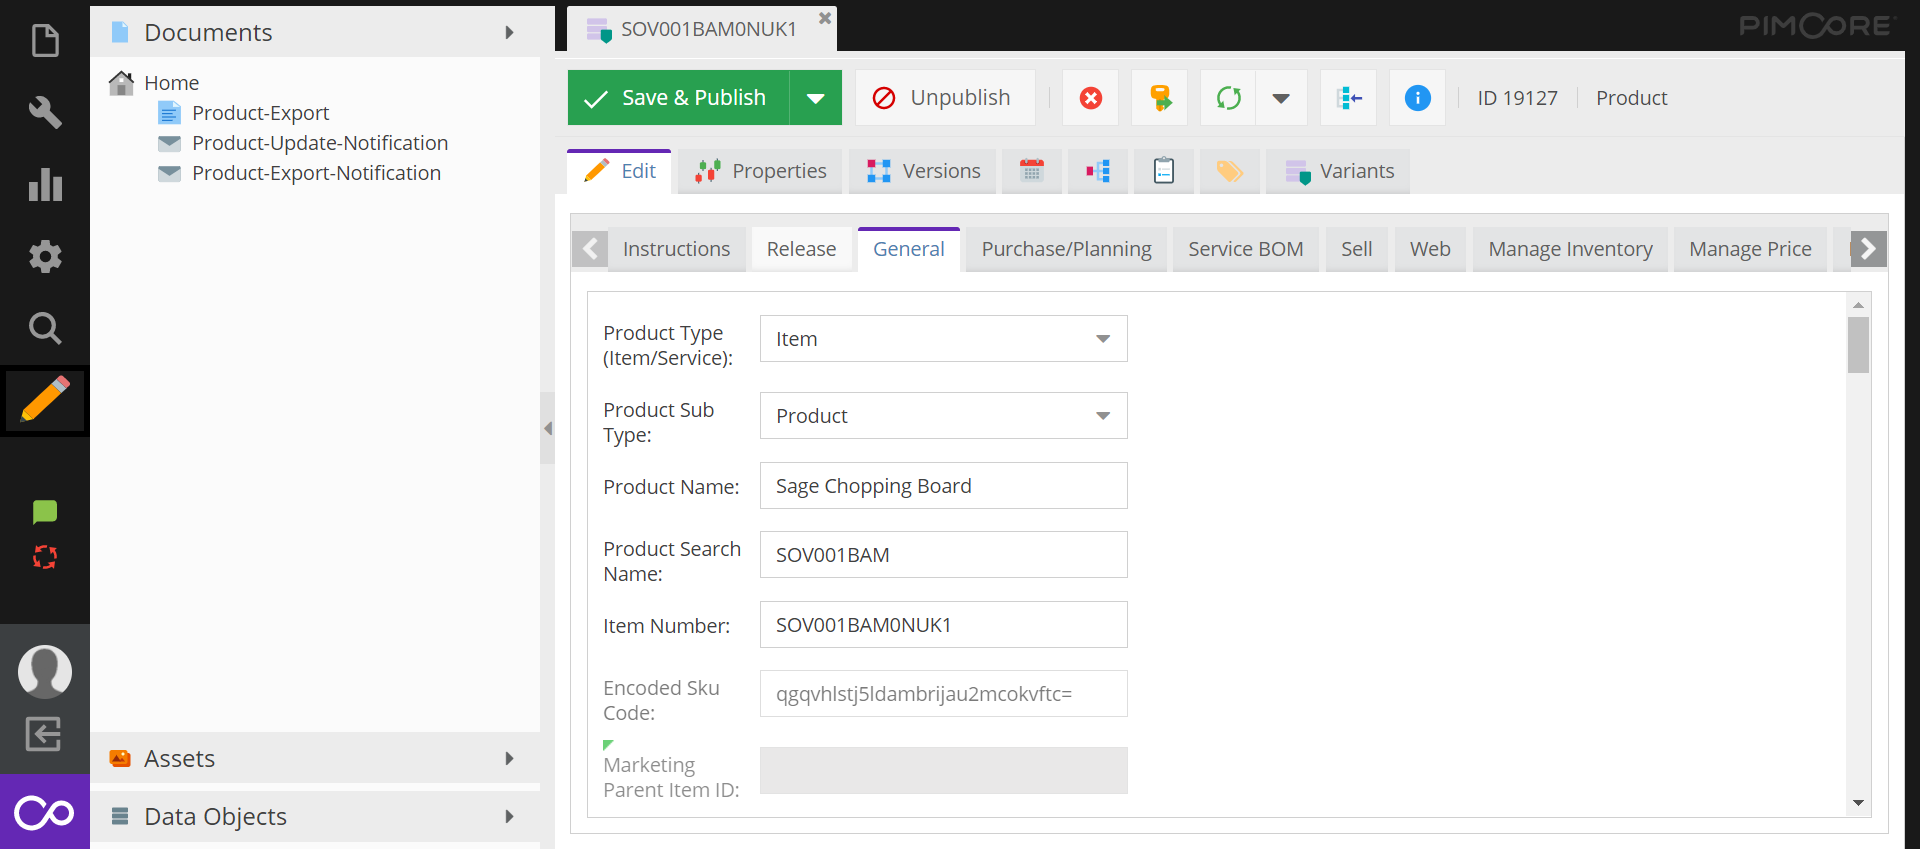 Documents
Home
Product-Export
Product-Update-Notification
Product-Export-Notification
Assets
Data Objects
SOV001BAM0NUK1
PIMCORE
Save & Publish
Unpublish
ID 19127
Product
Edit
Properties
Versions
Variants
Instructions
Release
General
Purchase/Planning
Service BOM
Sell
Web
Manage Inventory
Manage Price
Product Type
(Item/Service):
Item
Product Sub
Type:
Product
Product Name:
Sage Chopping Board
Product Search
Name:
SOV001BAM
Item Number:
SOV001BAM0NUK1
Encoded Sku
Code:
qgqvhlstj5ldambrijau2mcokvftc=
Marketing
Parent Item ID: